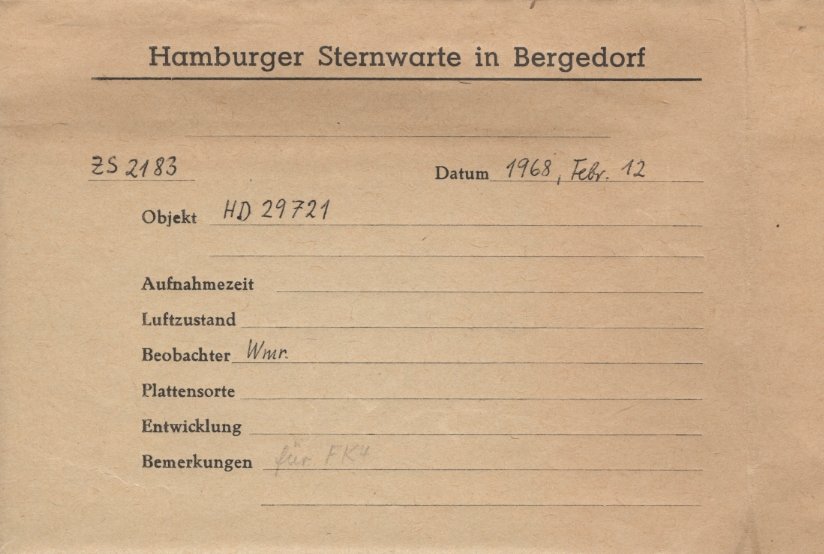 Hamburger Sternwarte in Bergedorf
ZS 2183 Datum 1968, Febr. 12
Objekt HD 29721
Aufnahmezeit
Luftzustand
Beobachter Wmr.
Plattensorte
Entwicklung
Bemerkungen für FK4